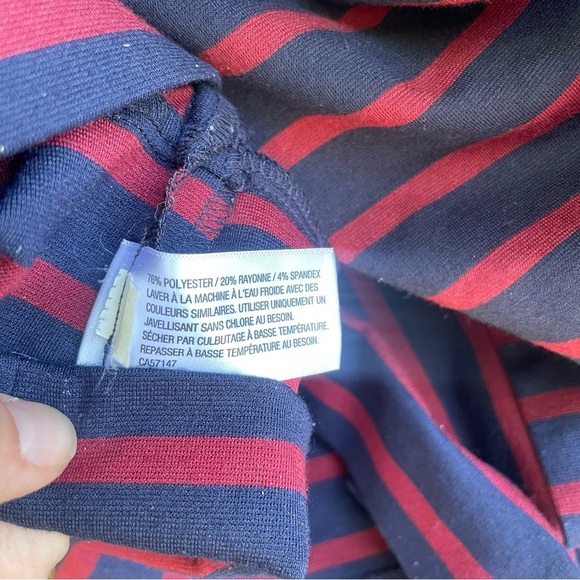 76% POLYESTER / 20% RAYONNE / 4% SPANDEX
LAVER À LA MACHINE À L'EAU FROIDE AVEC DES
COULEURS SIMILAIRES. UTILISER UNIQUEMENT UN
JAVELLISANT SANS CHLORE AU BESOIN.
SÉCHER PAR CULBUTAGE À BASSE TEMPÉRATURE.
REPASSER À BASSE TEMPÉRATURE AU BESOIN.
CA57147